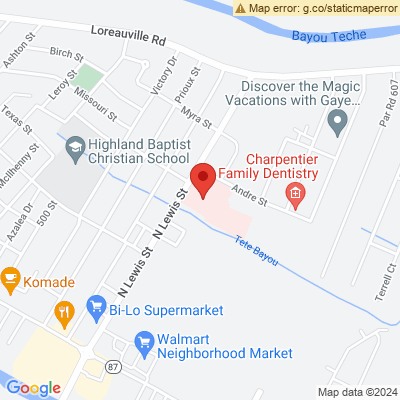 Map error: g.co/staticmaperror
Loreauville Rd
Bayou Teche
Ashton St
Birch St
Leroy St
Victory Dr
Prioux St
Missouri St
Myra St
Texas St
Discover the Magic
Vacations with Gaye...
Par Rd 607
Highland Baptist
Christian School
McIlhenny St
Charpentier
Family Dentistry
Andre St
Azalea Dr
500 St
N Lewis St
N Lewis St
Tete Bayou
Terrell Ct
Komade
Bi-Lo Supermarket
Walmart
Neighborhood Market
87
Google
Map data ©2024